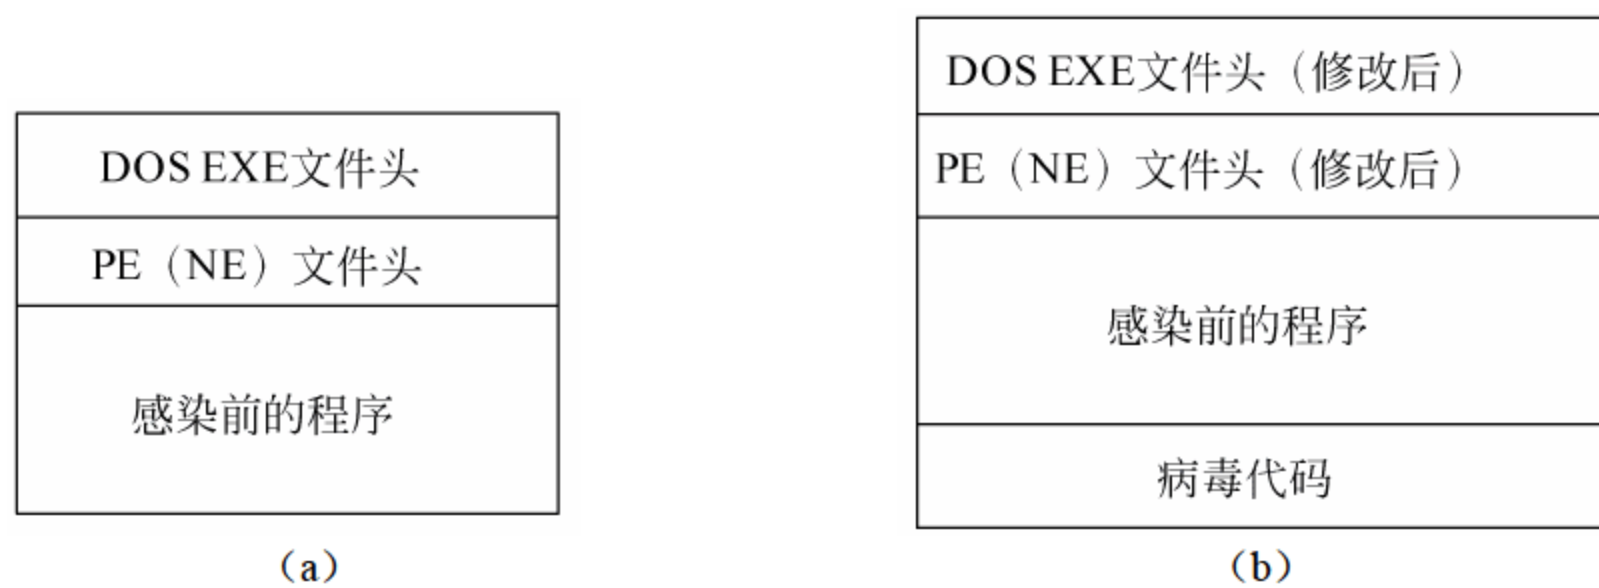 DOS EXE文件头
PE（NE）文件头
感染前的程序
（a）
DOS EXE文件头（修改后）
PE（NE）文件头（修改后）
感染前的程序
病毒代码
（b）